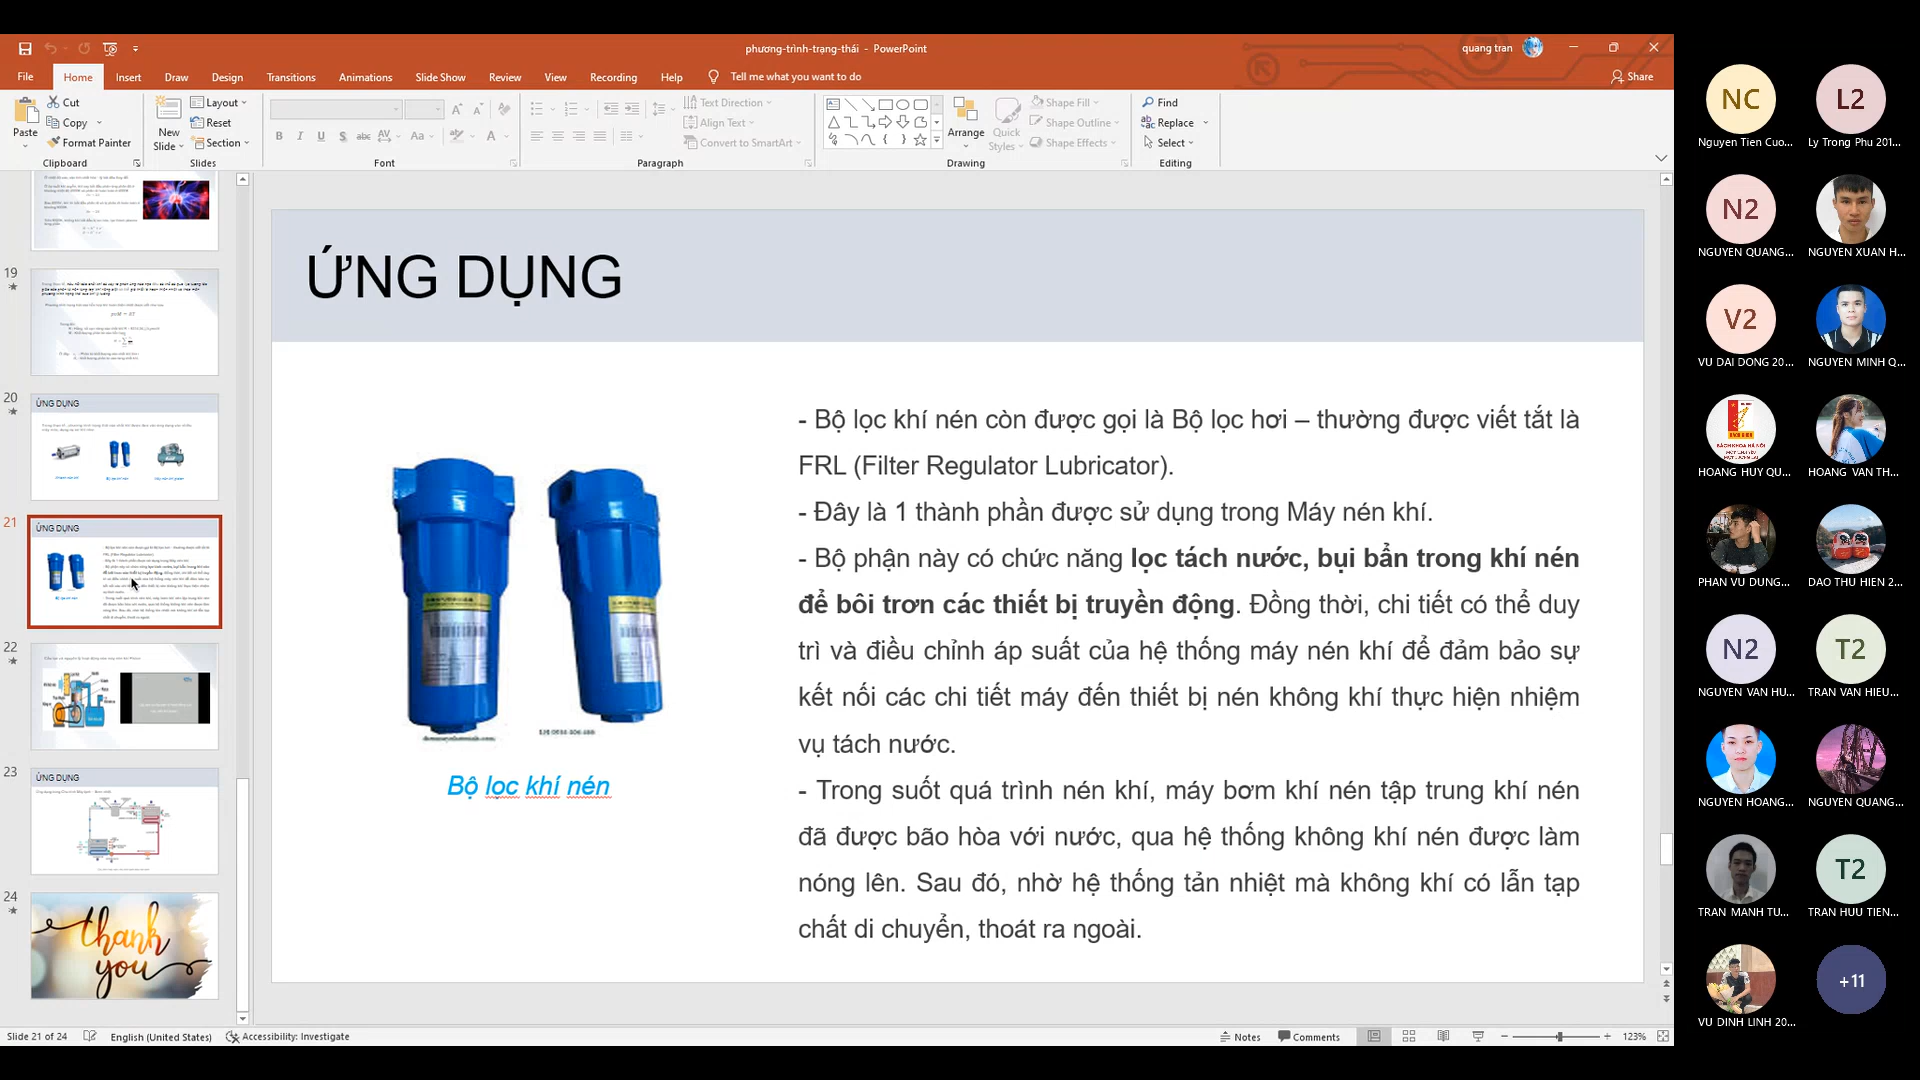 phương-trình-trạng-thái - PowerPoint
quang tran
File Home Insert Draw Design Transitions Animations Slide Show Review View Recording Help Tell me what you want to do Share
Paste
Cut
Copy
Format Painter
Clipboard
New Slide
Layout
Reset
Section
Slides
B I U S abc AV Aa A
Font
Text Direction
Align Text
Convert to SmartArt
Paragraph
Arrange
Quick Styles
Shape Fill
Shape Outline
Shape Effects
Drawing
Find
Replace
Select
Editing
19
20
ỨNG DỤNG
21
ỨNG DỤNG
22
23
ỨNG DỤNG
24
thank you
ỨNG DỤNG
- Bộ lọc khí nén còn được gọi là Bộ lọc hơi – thường được viết tắt là
FRL (Filter Regulator Lubricator).
- Đây là 1 thành phần được sử dụng trong Máy nén khí.
- Bộ phận này có chức năng lọc tách nước, bụi bẩn trong khí nén
để bôi trơn các thiết bị truyền động. Đồng thời, chi tiết có thể duy
trì và điều chỉnh áp suất của hệ thống máy nén khí để đảm bảo sự
kết nối các chi tiết máy đến thiết bị nén không khí thực hiện nhiệm
vụ tách nước.
- Trong suốt quá trình nén khí, máy bơm khí nén tập trung khí nén
đã được bão hòa với nước, qua hệ thống không khí nén được làm
nóng lên. Sau đó, nhờ hệ thống tản nhiệt mà không khí có lẫn tạp
chất di chuyển, thoát ra ngoài.
Bộ lọc khí nén
Slide 21 of 24 English (United States) Accessibility: Investigate
Notes Comments 123%
NC L2
Nguyen Tien Cuo... Ly Trong Phu 201...
N2
NGUYEN QUANG... NGUYEN XUAN H...
V2
VU DAI DONG 20... NGUYEN MINH Q...
BÁCH KHOA HÀ NỘI
HOANG HUY QU... HOANG VAN TH...
PHAN VU DUNG... DAO THU HIEN 2...
N2 T2
NGUYEN VAN HU... TRAN VAN HIEU...
NGUYEN HOANG... NGUYEN QUANG...
T2
TRAN MANH TU... TRAN HUU TIEN...
+11
VU DINH LINH 20...